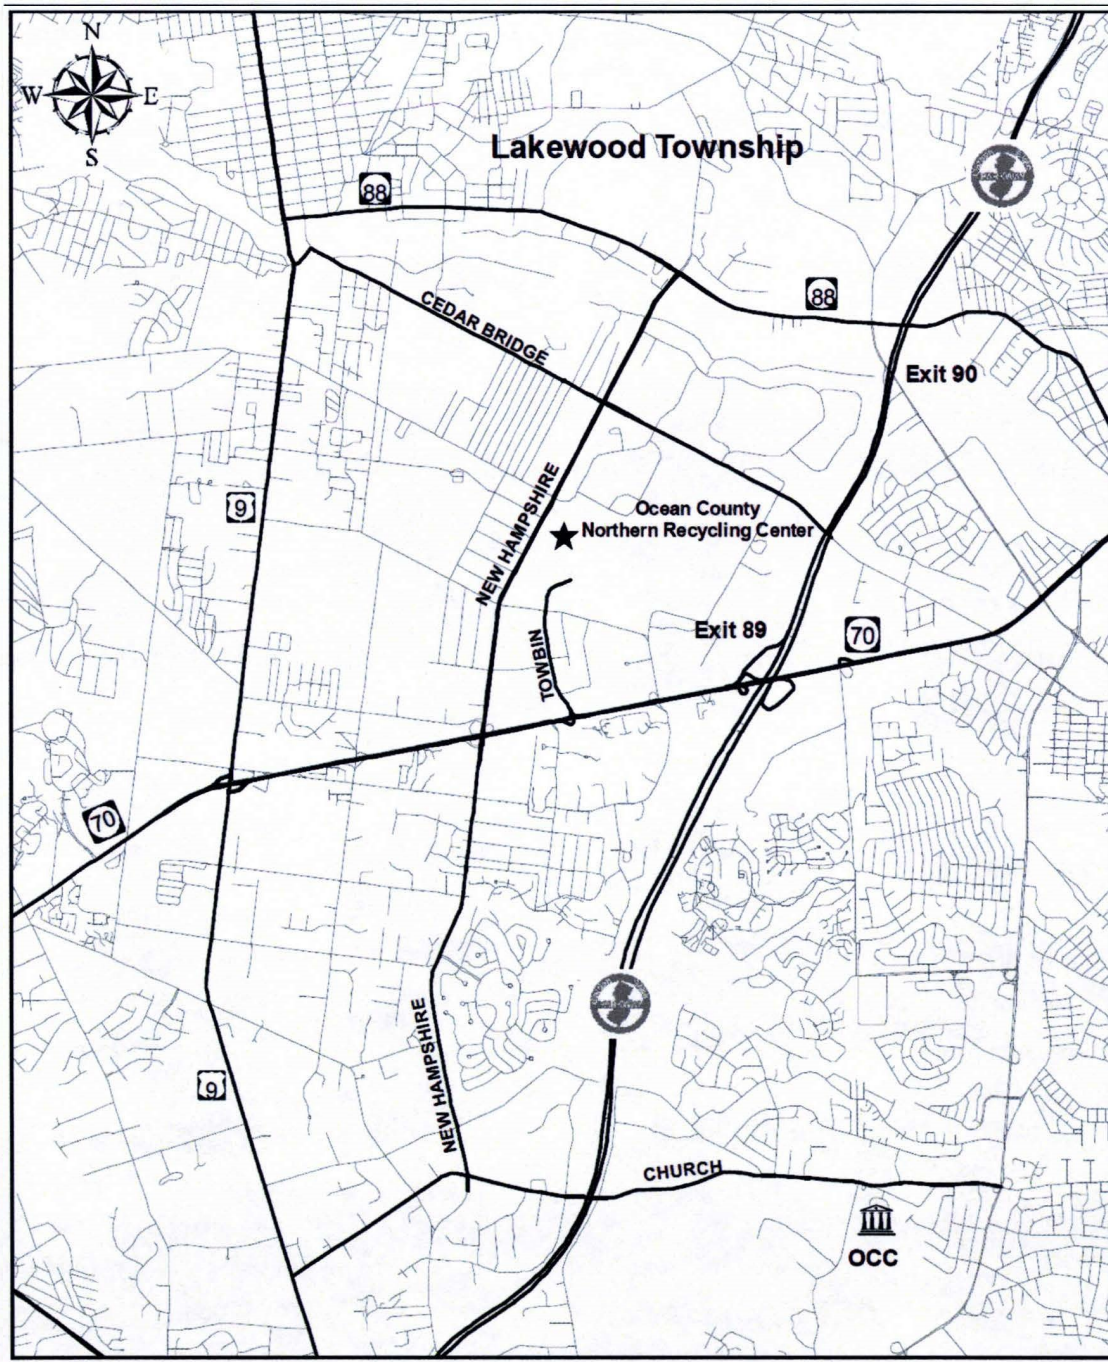 N
W E
S
Lakewood Township
88
88
CEDAR BRIDGE
Exit 90
9
NEW HAMPSHIRE
Ocean County
Northern Recycling Center
TOWBIN
Exit 89
70
70
9
NEW HAMPSHIRE
CHURCH
OCC